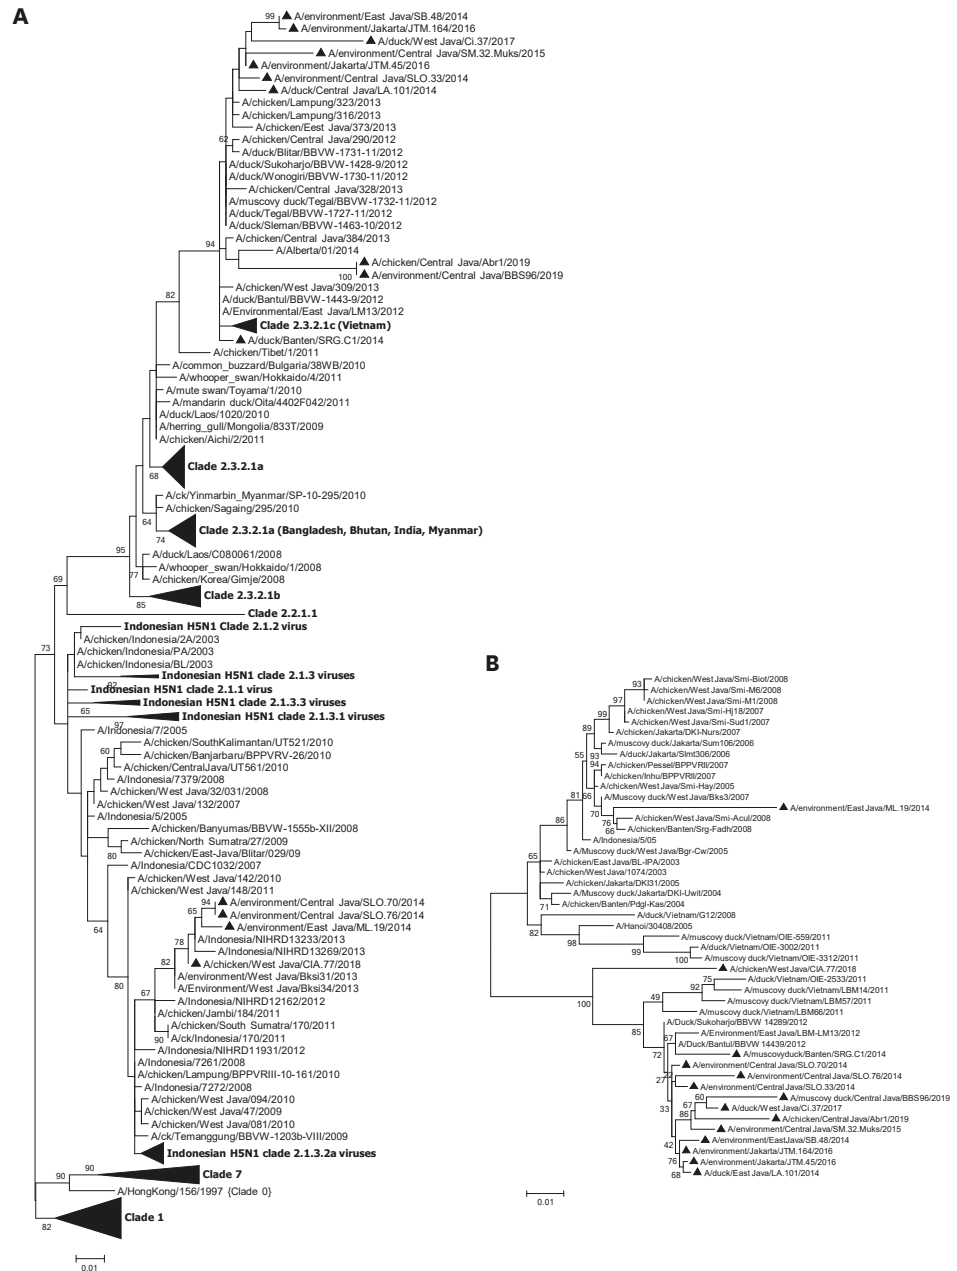 A
99
A/environment/East Java/SB.48/2014
A/environment/Jakarta/JTM.164/2016
A/duck/West Java/Ci.37/2017
A/environment/Central Java/SM.32.Muks/2015
A/environment/Jakarta/JTM.45/2016
A/environment/Central Java/SLO.33/2014
A/duck/Central Java/LA.101/2014
A/chicken/Lampung/323/2013
A/chicken/Lampung/316/2013
A/chicken/Eest Java/373/2013
62
A/chicken/Central Java/290/2012
A/duck/Blitar/BBVW-1731-11/2012
A/duck/Sukoharjo/BBVW-1428-9/2012
A/duck/Wonogiri/BBVW-1730-11/2012
A/chicken/Central Java/328/2013
A/muscovy duck/Tegal/BBVW-1732-11/2012
A/duck/Tegal/BBVW-1727-11/2012
A/duck/Sleman/BBVW-1463-10/2012
A/chicken/Central Java/384/2013
94
A/Alberta/01/2014
A/chicken/Central Java/Abr1/2019
100
A/environment/Central Java/BBS96/2019
A/chicken/West Java/309/2013
82
A/duck/Bantul/BBVW-1443-9/2012
A/Environmental/East Java/LM13/2012
Clade 2.3.2.1c (Vietnam)
A/duck/Banten/SRG.C1/2014
A/chicken/Tibet/1/2011
A/common_buzzard/Bulgaria/38WB/2010
A/whooper_swan/Hokkaido/4/2011
A/mute swan/Toyama/1/2010
A/mandarin duck/Oita/4402F042/2011
A/duck/Laos/1020/2010
A/herring_gull/Mongolia/833T/2009
A/chicken/Aichi/2/2011
Clade 2.3.2.1a
68
A/ck/Yinmarbin_Myanmar/SP-10-295/2010
A/chicken/Sagaing/295/2010
64
Clade 2.3.2.1a (Bangladesh, Bhutan, India, Myanmar)
74
95
A/duck/Laos/C080061/2008
A/whooper_swan/Hokkaido/1/2008
77
A/chicken/Korea/Gimje/2008
69
Clade 2.3.2.1b
85
Clade 2.2.1.1
Indonesian H5N1 Clade 2.1.2 virus
A/chicken/Indonesia/2A/2003
73
A/chicken/Indonesia/PA/2003
A/chicken/Indonesia/BL/2003
Indonesian H5N1 clade 2.1.3 viruses
92
Indonesian H5N1 clade 2.1.1 virus
Indonesian H5N1 clade 2.1.3.3 viruses
65
Indonesian H5N1 clade 2.1.3.1 viruses
97
A/Indonesia/7/2005
A/chicken/SouthKalimantan/UT521/2010
60
A/chicken/Banjarbaru/BPPVRV-26/2010
A/chicken/CentralJava/UT561/2010
A/Indonesia/7379/2008
A/chicken/West Java/32/031/2008
A/chicken/West Java/132/2007
A/Indonesia/5/2005
A/chicken/Banyumas/BBVW-1555b-XII/2008
A/chicken/North Sumatra/27/2009
80
A/chicken/East-Java/Blitar/029/09
A/Indonesia/CDC1032/2007
A/chicken/West Java/142/2010
A/chicken/West Java/148/2011
94
A/environment/Central Java/SLO.70/2014
65
A/environment/Central Java/SLO.76/2014
64
A/environment/East Java/ML.19/2014
78
A/Indonesia/NIHRD13233/2013
A/Indonesia/NIHRD13269/2013
82
A/chicken/West Java/CIA.77/2018
A/environment/West Java/Bksi31/2013
80
A/Environment/West Java/Bksi34/2013
67
A/Indonesia/NIHRD12162/2012
A/chicken/Jambi/184/2011
A/chicken/South Sumatra/170/2011
90
A/ck/Indonesia/170/2011
A/Indonesia/NIHRD11931/2012
A/Indonesia/7261/2008
A/chicken/Lampung/BPPVRIII-10-161/2010
A/Indonesia/7272/2008
A/chicken/West Java/094/2010
A/chicken/West Java/47/2009
A/chicken/West Java/081/2010
A/ck/Temanggung/BBVW-1203b-VIII/2009
Indonesian H5N1 clade 2.1.3.2a viruses
90
90
Clade 7
A/HongKong/156/1997 {Clade 0}
Clade 1
82
0.01
B
93
A/chicken/West Java/Smi-Biot/2008
A/chicken/West Java/Smi-M6/2008
97
A/chicken/West Java/Smi-M1/2008
99
A/chicken/West Java/Smi-Hj18/2007
A/chicken/West Java/Smi-Sud1/2007
89
A/chicken/Jakarta/DKI-Nurs/2007
A/muscovy duck/Jakarta/Sum106/2006
55
93
A/duck/Jakarta/Slmt306/2006
94
A/chicken/Pessel/BPPVRII/2007
A/chicken/Inhu/BPPVRII/2007
A/chicken/West Java/Smi-Hay/2005
81
66
A/Muscovy duck/West Java/Bks3/2007
A/environment/East Java/ML.19/2014
70
A/chicken/West Java/Smi-Acul/2008
86
76
66
A/chicken/Banten/Srg-Fadh/2008
A/Indonesia/5/05
A/Muscovy duck/West Java/Bgr-Cw/2005
65
A/chicken/East Java/BL-IPA/2003
A/chicken/West Java/1074/2003
A/chicken/Jakarta/DKI31/2005
A/Muscovy duck/Jakarta/DKI-Uwit/2004
71
A/chicken/Banten/Pdgl-Kas/2004
A/duck/Vietnam/G12/2008
82
A/Hanoi/30408/2005
98
A/muscovy duck/Vietnam/OIE-559/2011
99
A/duck/Vietnam/OIE-3002/2011
100
A/muscovy duck/Vietnam/OIE-3312/2011
A/chicken/West Java/CIA.77/2018
75
A/duck/Vietnam/OIE-2533/2011
92
A/muscovy duck/Vietnam/LBM14/2011
100
49
A/muscovy duck/Vietnam/LBM57/2011
A/muscovy duck/Vietnam/LBM66/2011
85
A/Duck/Sukoharjo/BBVW 14289/2012
A/Environment/East Java/LBM-LM13/2012
67
A/Duck/Bantul/BBVW 14439/2012
72
A/muscovyduck/Banten/SRG.C1/2014
A/environment/Central Java/SLO.70/2014
A/environment/Central Java/SLO.76/2014
27
A/environment/Central Java/SLO.33/2014
60
A/muscovy duck/Central Java/BBS96/2019
67
A/duck/West Java/Ci.37/2017
33
86
A/chicken/Central Java/Abr1/2019
A/environment/Central Java/SM.32.Muks/2015
42
A/environment/East Java/SB.48/2014
A/environment/Jakarta/JTM.164/2016
76
A/environment/Jakarta/JTM.45/2016
68
A/duck/East Java/LA.101/2014
0.01